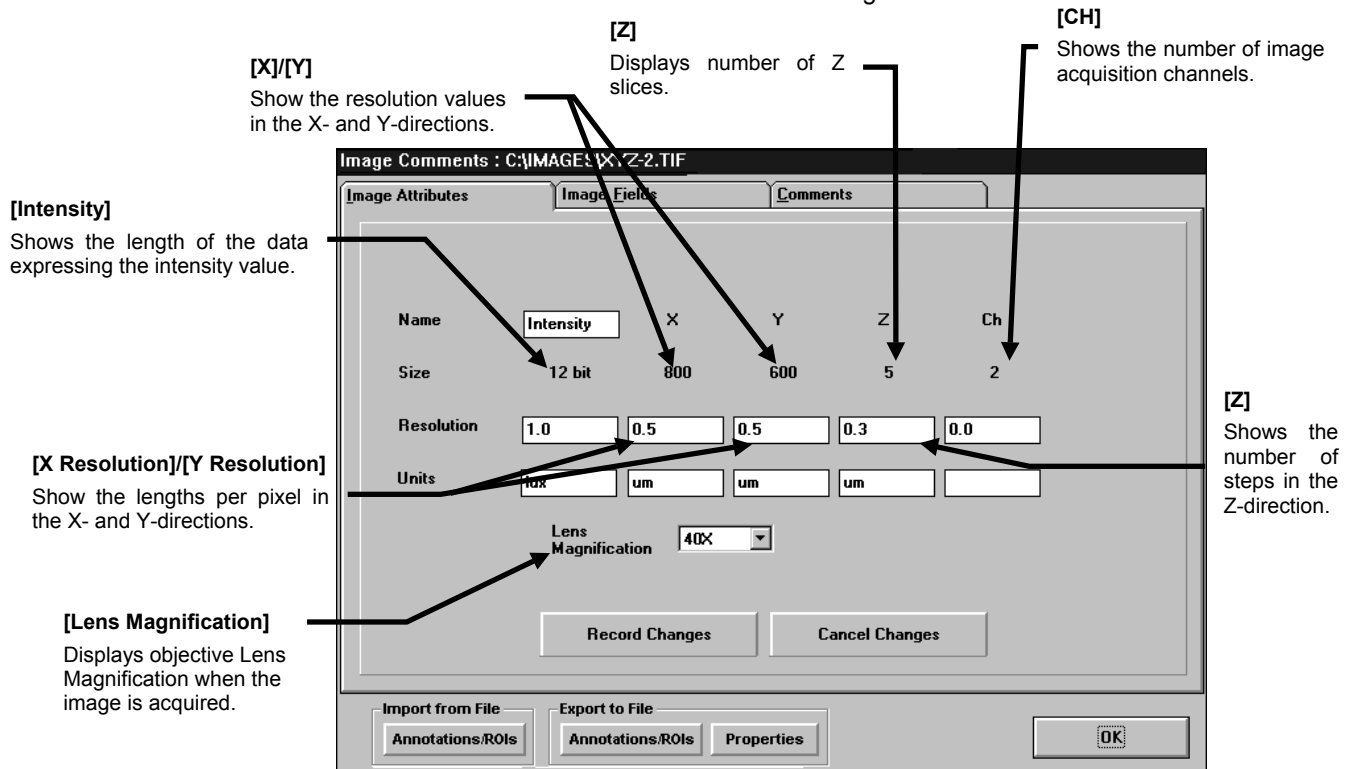 [CH]
Shows the number of image
acquisition channels.
[Z]
Displays number of Z
slices.
[X]/[Y]
Show the resolution values
in the X- and Y-directions.
[Intensity]
Shows the length of the data
expressing the intensity value.
Image Comments : C:\IMAGES\XYZ-2.TIF
Image Attributes
Image Fields
Comments
Name Intensity X Y Z Ch
Size 12 bit 800 600 5 2
Resolution 1.0 0.5 0.5 0.3 0.0
Units lux um um um
Lens
Magnification 40X
Record Changes
Cancel Changes
Import from File
Annotations/ROIs
Export to File
Annotations/ROIs
Properties
OK
[Z]
Shows the
number of
steps in the
Z-direction.
[X Resolution]/[Y Resolution]
Show the lengths per pixel in
the X- and Y-directions.
[Lens Magnification]
Displays objective Lens
Magnification when the
image is acquired.